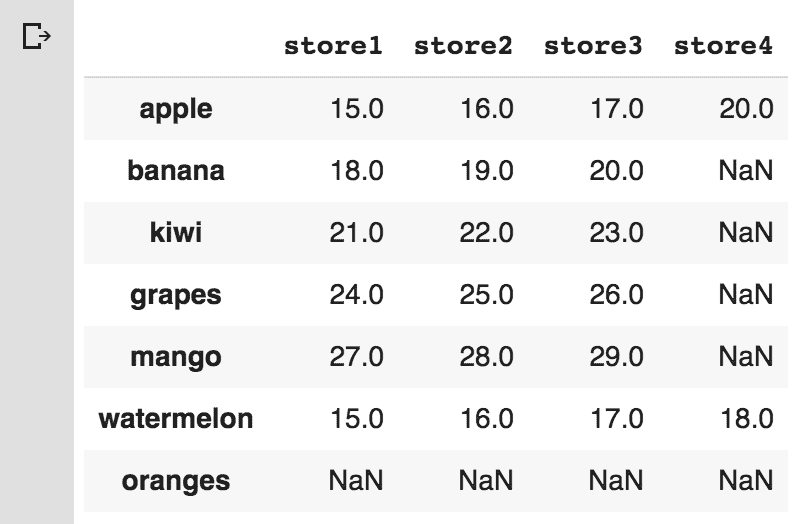 store1 store2 store3 store4
apple 15.0 16.0 17.0 20.0
banana 18.0 19.0 20.0 NaN
kiwi 21.0 22.0 23.0 NaN
grapes 24.0 25.0 26.0 NaN
mango 27.0 28.0 29.0 NaN
watermelon 15.0 16.0 17.0 18.0
oranges NaN NaN NaN NaN